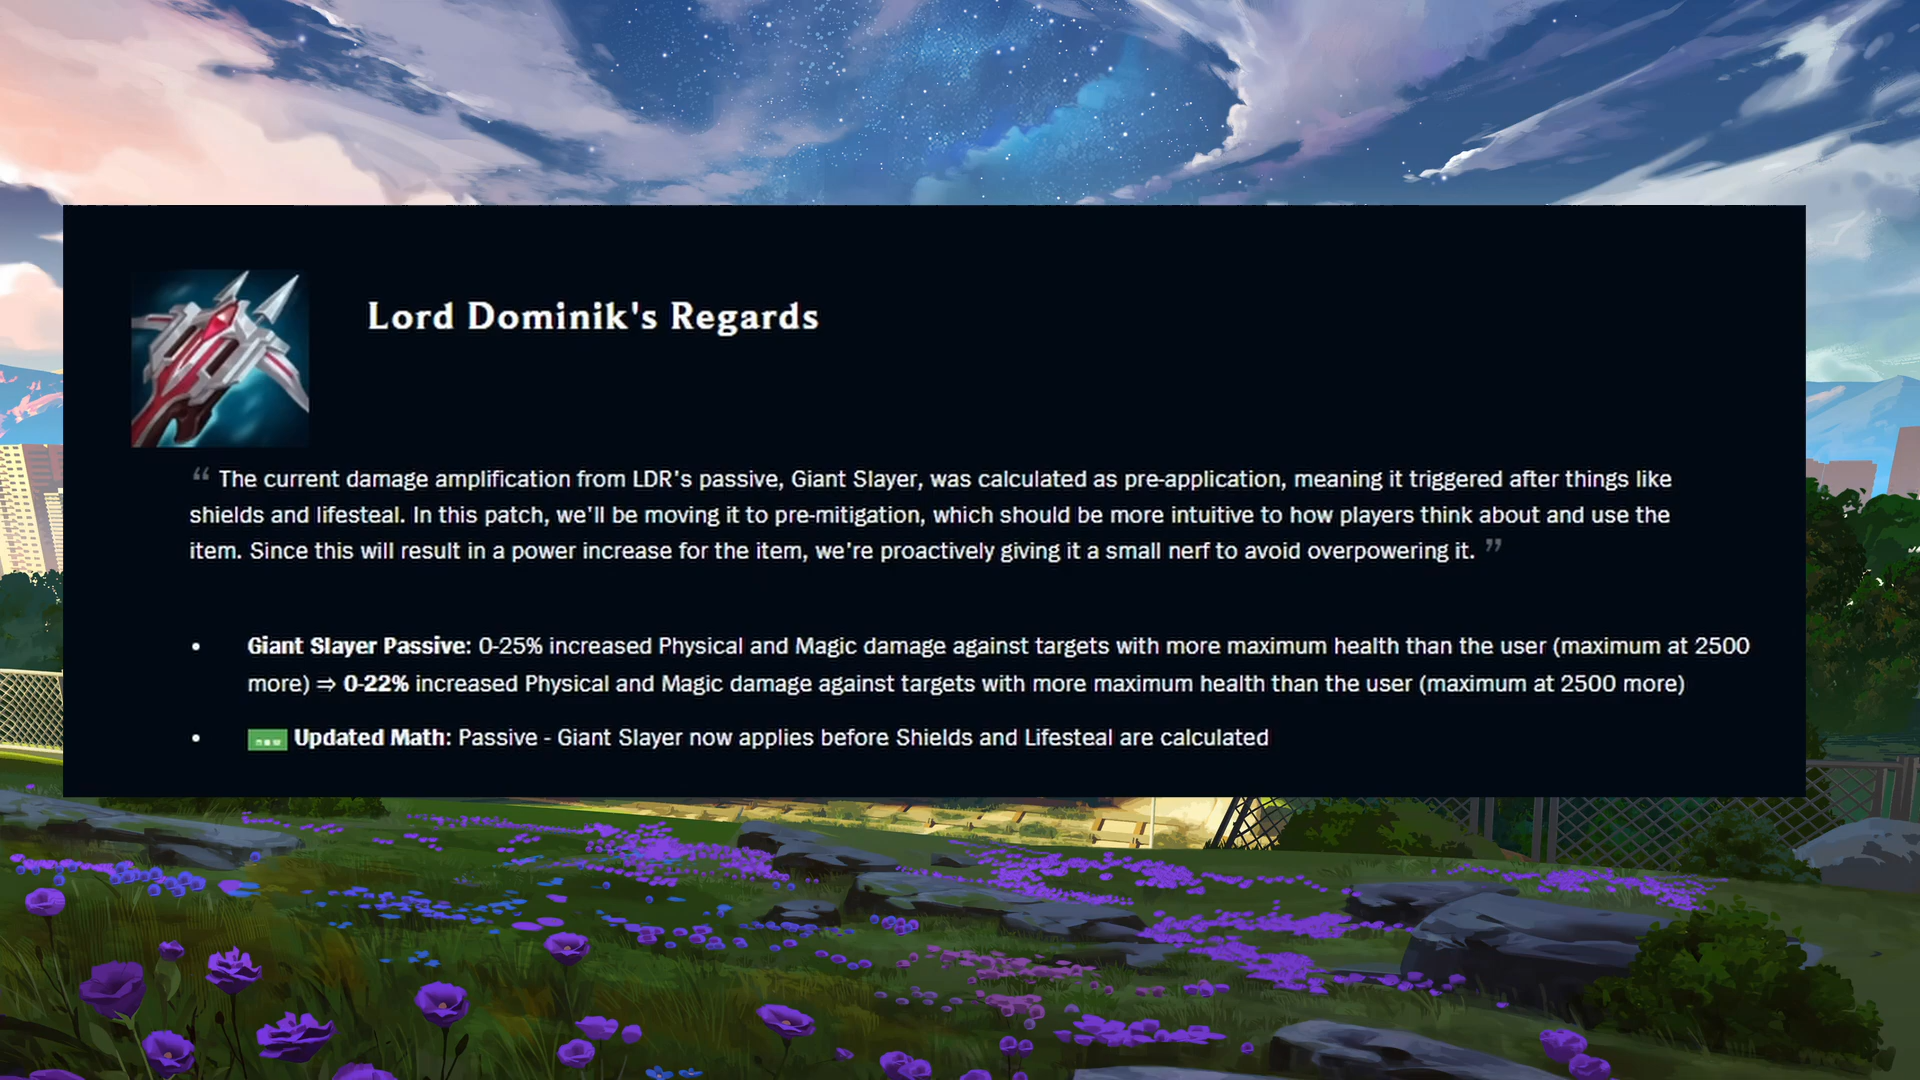 Lord Dominik's Regards
“ The current damage amplification from LDR's passive, Giant Slayer, was calculated as pre-application, meaning it triggered after things like
shields and lifesteal. In this patch, we'll be moving it to pre-mitigation, which should be more intuitive to how players think about and use the
item. Since this will result in a power increase for the item, we're proactively giving it a small nerf to avoid overpowering it. ”
• Giant Slayer Passive: 0-25% increased Physical and Magic damage against targets with more maximum health than the user (maximum at 2500
more) ⇒ 0-22% increased Physical and Magic damage against targets with more maximum health than the user (maximum at 2500 more)
• Updated Math: Passive - Giant Slayer now applies before Shields and Lifesteal are calculated